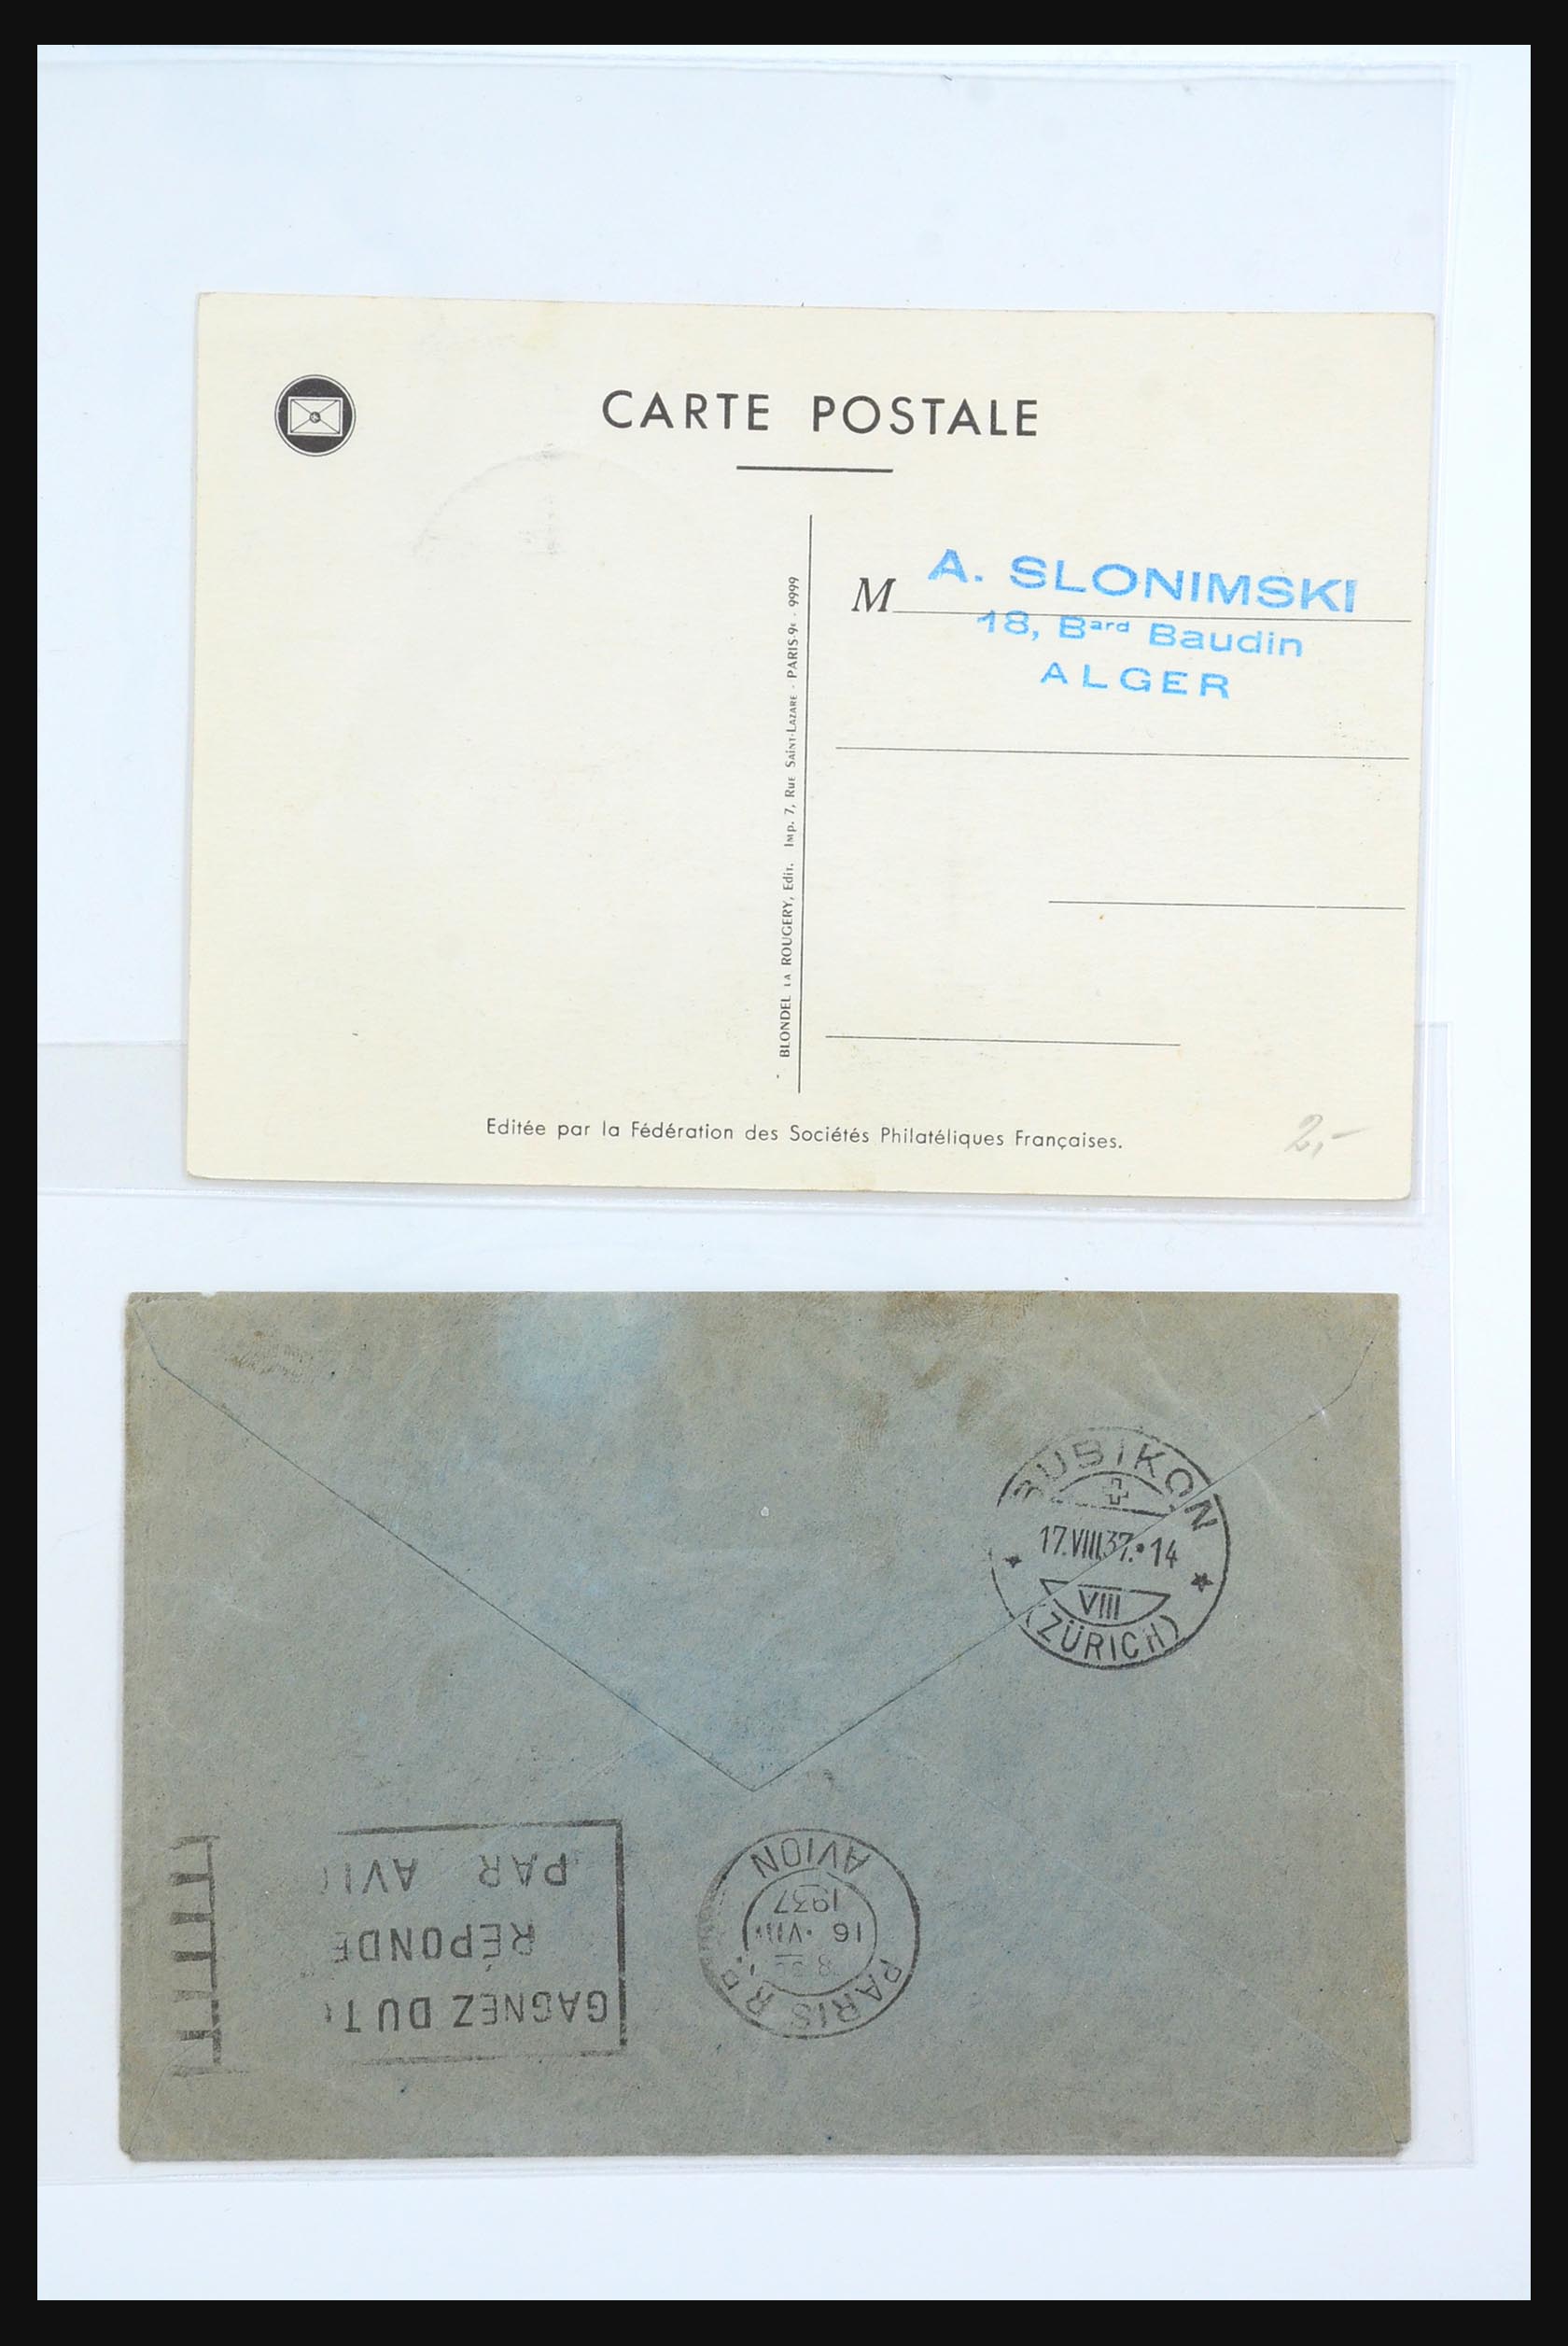 CARTE POSTALE
M
A. SLONIMSKI
18, Bard Baudin
ALGER
BLONDEL LA ROUGERY, Edit. Imp. 7, Rue Saint-Lazare - PARIS-9e - 9999
Editée par la Fédération des Sociétés Philatéliques Françaises.
2,-
BUBIKON
17.VIII.37.•14
VIII
(ZÜRICH)
GAGNEZ DU T
RÉPONDE
PAR AVI
PARIS R.P.
16 • VIII
1937
AVION